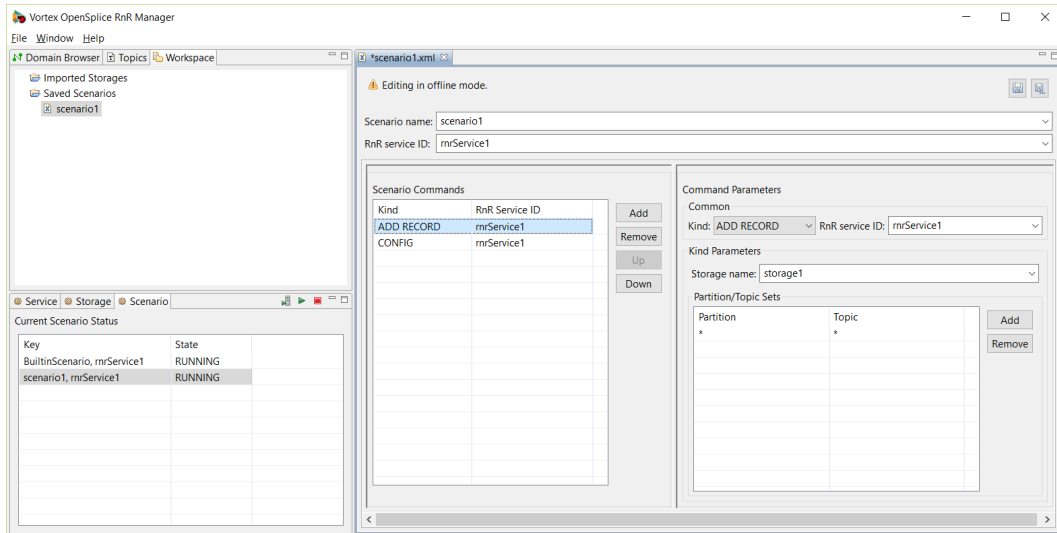 Vortex OpenSplice RnR Manager
File Window Help
Domain Browser Topics Workspace
Imported Storages
Saved Scenarios
scenario1
Service Storage Scenario
Current Scenario Status
Key State
BuiltinScenario, rnrService1 RUNNING
scenario1, rnrService1 RUNNING
*scenario1.xml
Editing in offline mode.
Scenario name: scenario1
RnR service ID: rnrService1
Scenario Commands
Kind RnR Service ID
ADD RECORD rnrService1
CONFIG rnrService1
Add
Remove
Up
Down
Command Parameters
Common
Kind: ADD RECORD RnR service ID: rnrService1
Kind Parameters
Storage name: storage1
Partition/Topic Sets
Partition Topic
* *
Add
Remove